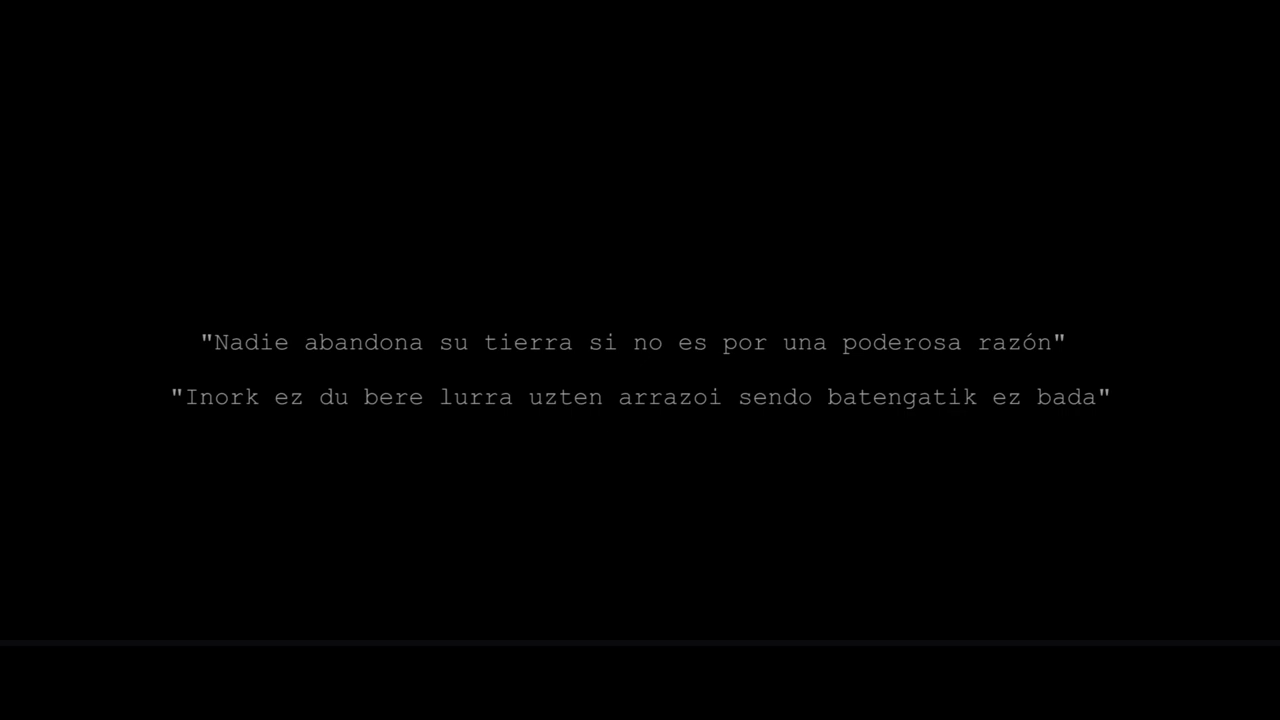 "Nadie abandona su tierra si no es por una poderosa razón"
"Inork ez du bere lurra uzten arrazoi sendo batengatik ez bada"